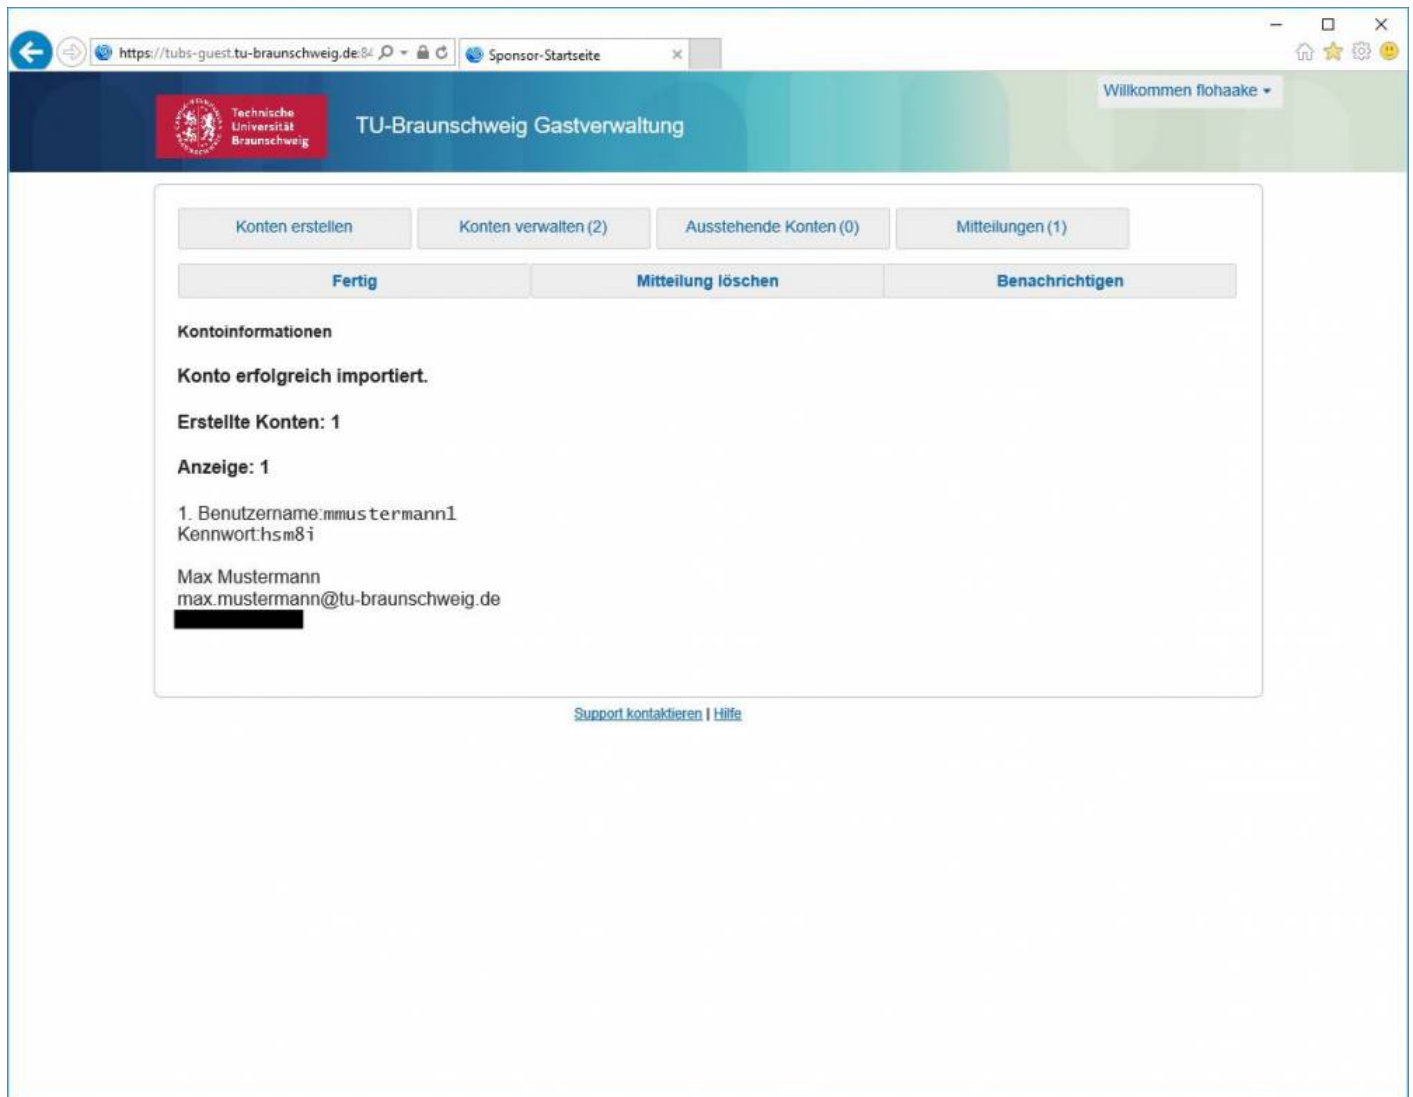 https://tubs-guest.tu-braunschweig.de:84
Sponsor-Startseite
Willkommen flohaake
Technische
Universität
Braunschweig
TU-Braunschweig Gastverwaltung
Konten erstellen
Konten verwalten (2)
Ausstehende Konten (0)
Mitteilungen (1)
Fertig
Mitteilung löschen
Benachrichtigen
Kontoinformationen
Konto erfolgreich importiert.
Erstellte Konten: 1
Anzeige: 1
1. Benutzername:mmustermann1
Kennwort:hsm8i
Max Mustermann
max.mustermann@tu-braunschweig.de
Support kontaktieren | Hilfe